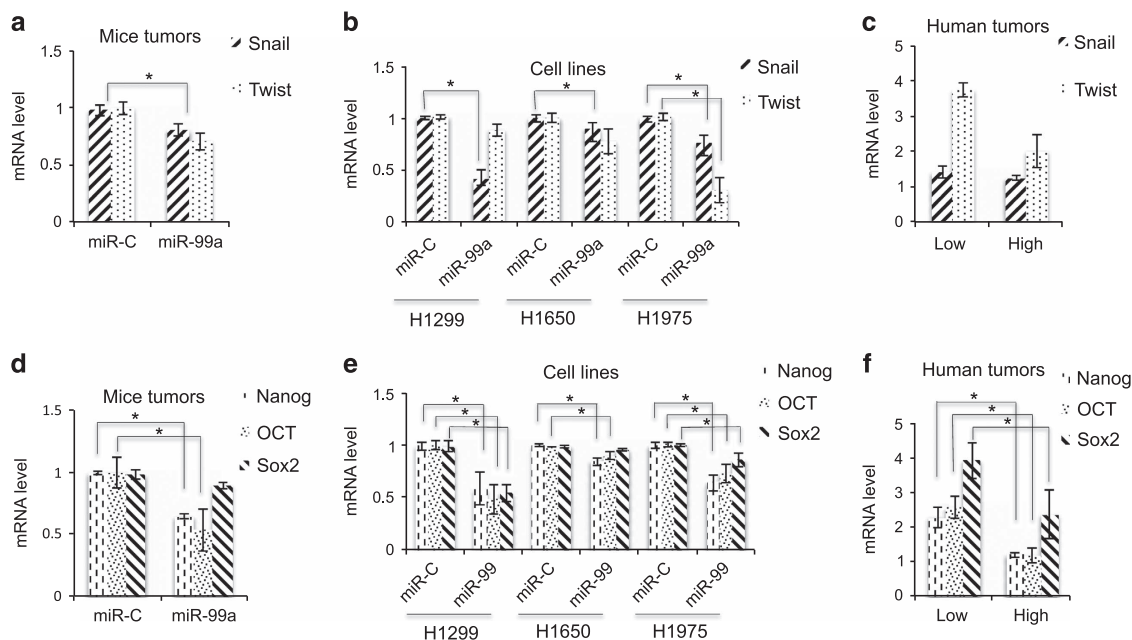 a
Mice tumors
Snail
Twist
mRNA level
1.5
1
0.5
0
*
miR-C
miR-99a
b
Cell lines
Snail
Twist
mRNA level
1.5
1.0
0.5
0
*
*
*
*
miR-C
miR-99a
miR-C
miR-99a
miR-C
miR-99a
H1299
H1650
H1975
c
Human tumors
Snail
Twist
mRNA level
5
4
3
2
1
0
Low
High
d
Mice tumors
Nanog
OCT
Sox2
mRNA level
1.5
1
0.5
0
*
*
miR-C
miR-99a
e
Cell lines
Nanog
OCT
Sox2
mRNA level
1.5
1
0.5
0
*
*
*
*
*
*
*
*
miR-C
miR-99
miR-C
miR-99
miR-C
miR-99
H1299
H1650
H1975
f
Human tumors
Nanog
OCT
Sox2
mRNA level
5
4
3
2
1
0
*
*
*
Low
High